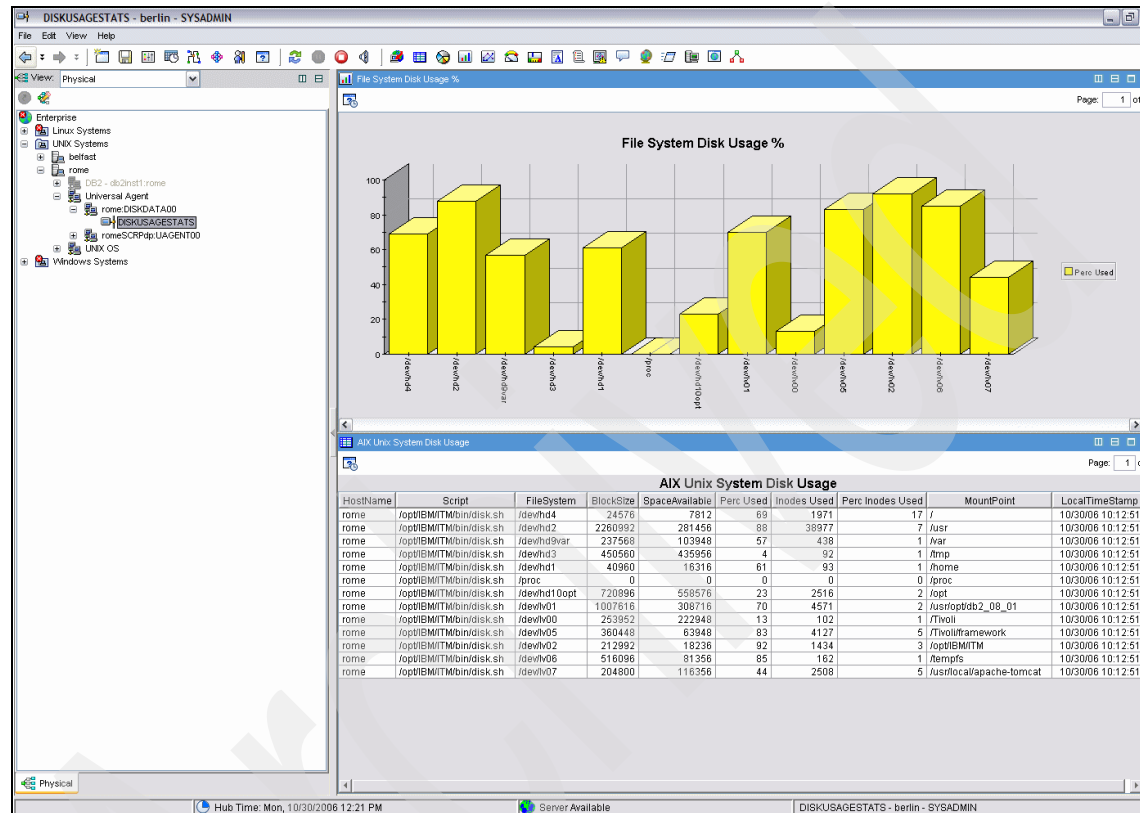 DISKUSAGESTATS - berlin - SYSADMIN
File Edit View Help
View: Physical
Enterprise
Linux Systems
UNIX Systems
belfast
rome
DB2 - db2inst1:rome
Universal Agent
rome:DISKDATA00
DISKUSAGESTATS
romeSCRPdp:UAGENT00
UNIX OS
Windows Systems
Physical
File System Disk Usage %
Page: 1 of
File System Disk Usage %
100
80
60
40
20
0
/dev/hd4 /dev/hd2 /dev/hd9var /dev/hd3 /dev/hd1 /proc /dev/hd10opt /dev/lv01 /dev/lv00 /dev/lv05 /dev/lv02 /dev/lv06 /dev/lv07
Perc Used
AIX Unix System Disk Usage
Page: 1 o
AIX Unix System Disk Usage
HostName Script FileSystem BlockSize SpaceAvailable Perc Used Inodes Used Perc Inodes Used MountPoint LocalTimeStamp
rome /opt/IBM/ITM/bin/disk.sh /dev/hd4 24576 7812 69 1971 17 / 10/30/06 10:12:51
rome /opt/IBM/ITM/bin/disk.sh /dev/hd2 2260992 281456 88 38977 7 /usr 10/30/06 10:12:51
rome /opt/IBM/ITM/bin/disk.sh /dev/hd9var 237568 103948 57 438 1 /var 10/30/06 10:12:51
rome /opt/IBM/ITM/bin/disk.sh /dev/hd3 450560 435956 4 92 1 /tmp 10/30/06 10:12:51
rome /opt/IBM/ITM/bin/disk.sh /dev/hd1 40960 16316 61 93 1 /home 10/30/06 10:12:51
rome /opt/IBM/ITM/bin/disk.sh /proc 0 0 0 0 0 /proc 10/30/06 10:12:51
rome /opt/IBM/ITM/bin/disk.sh /dev/hd10opt 720896 558576 23 2516 2 /opt 10/30/06 10:12:51
rome /opt/IBM/ITM/bin/disk.sh /dev/lv01 1007616 308716 70 4571 2 /usr/opt/db2_08_01 10/30/06 10:12:51
rome /opt/IBM/ITM/bin/disk.sh /dev/lv00 253952 222948 13 102 1 /Tivoli 10/30/06 10:12:51
rome /opt/IBM/ITM/bin/disk.sh /dev/lv05 360448 63948 83 4127 5 /Tivoli/framework 10/30/06 10:12:51
rome /opt/IBM/ITM/bin/disk.sh /dev/lv02 212992 18236 92 1434 3 /opt/IBM/ITM 10/30/06 10:12:51
rome /opt/IBM/ITM/bin/disk.sh /dev/lv06 516096 81356 85 162 1 /tempfs 10/30/06 10:12:51
rome /opt/IBM/ITM/bin/disk.sh /dev/lv07 204800 116356 44 2508 5 /usr/local/apache-tomcat 10/30/06 10:12:51
Hub Time: Mon, 10/30/2006 12:21 PM Server Available DISKUSAGESTATS - berlin - SYSADMIN